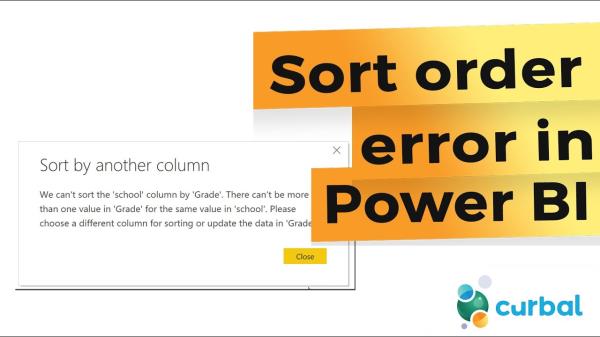 Sort order
error in
Power BI
Sort by another column
We can't sort the 'school' column by 'Grade'. There can't be more
than one value in 'Grade' for the same value in 'school'. Please
choose a different column for sorting or update the data in 'Grade
Close
curbal